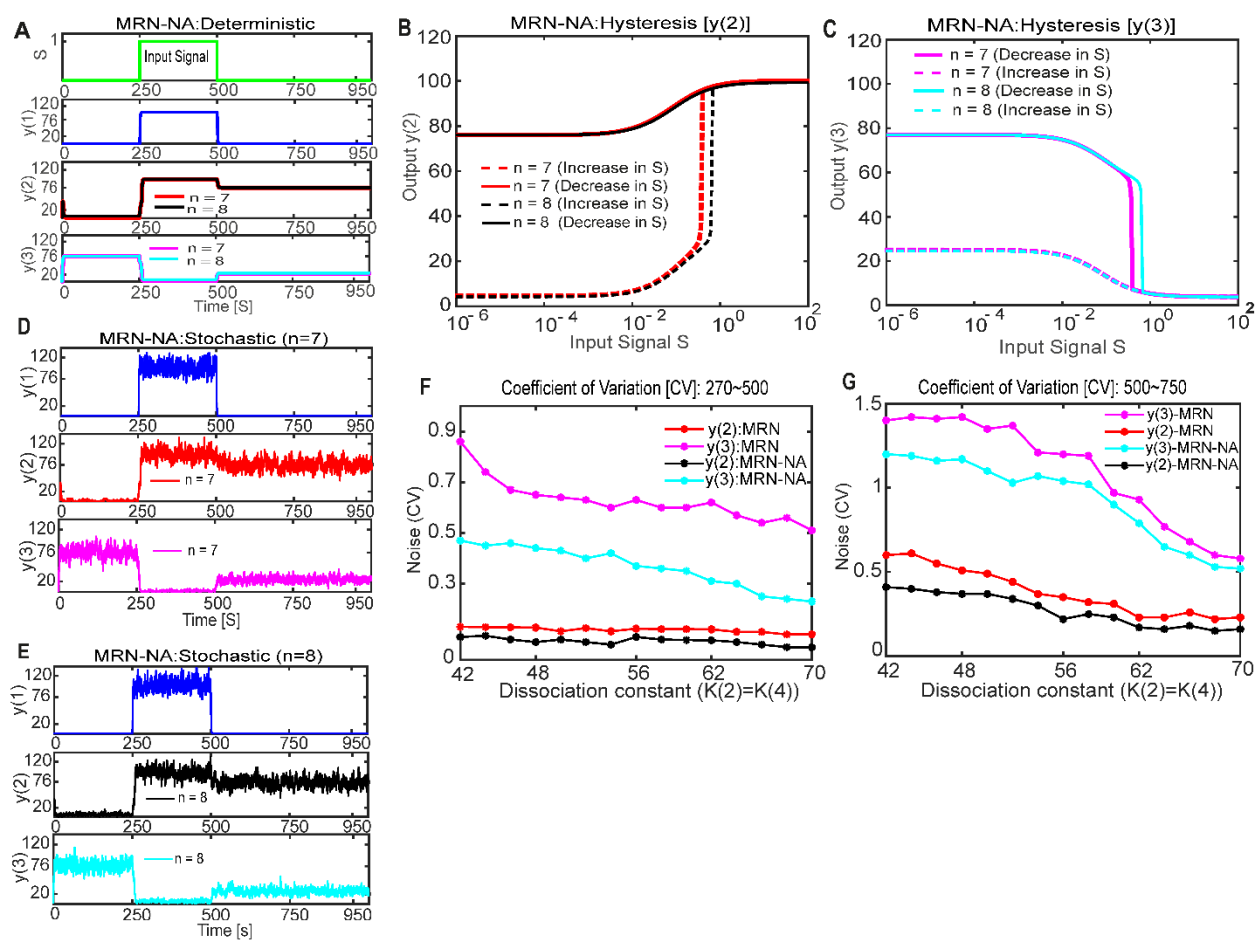 A
MRN-NA:Deterministic
S
1
Input Signal
0 250 500 750 950
y(1)
120
76
20
0 250 500 750 950
y(2)
120
76
20
n = 7
n = 8
0 250 500 750 950
y(3)
120
76
20
n = 7
n = 8
0 250 500 750 950
Time [S]
B
MRN-NA:Hysteresis [y(2)]
Output y(2)
120
100
80
60
40
20
0
n = 7 (Increase in S)
n = 7 (Decrease in S)
n = 8 (Increase in S)
n = 8 (Decrease in S)
10-6 10-4 10-2 100 102
Input Signal S
C
MRN-NA:Hysteresis [y(3)]
Output y(3)
120
100
80
60
40
20
0
n = 7 (Decrease in S)
n = 7 (Increase in S)
n = 8 (Decrease in S)
n = 8 (Increase in S)
10-6 10-4 10-2 100 102
Input Signal S
D
MRN-NA:Stochastic (n=7)
y(1)
120
76
20
0 250 500 750 950
y(2)
120
76
20
n = 7
0 250 500 750 950
y(3)
120
76
20
n = 7
0 250 500 750 950
Time [S]
E
MRN-NA:Stochastic (n=8)
y(1)
120
76
20
0 250 500 750 950
y(2)
120
76
20
n = 8
0 250 500 750 950
y(3)
120
76
20
n = 8
0 250 500 750 950
Time [s]
F
Coefficient of Variation [CV]: 270~500
Noise (CV)
0.9
0.5
0.3
0
y(2):MRN
y(3):MRN
y(2):MRN-NA
y(3):MRN-NA
42 48 56 62 70
Dissociation constant (K(2)=K(4))
G
Coefficient of Variation [CV]: 500~750
Noise (CV)
1.5
1
0.5
0
y(3)-MRN
y(2)-MRN
y(3)-MRN-NA
y(2)-MRN-NA
42 48 56 62 70
Dissociation constant (K(2)=K(4))